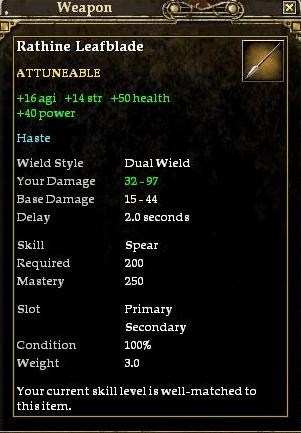 Weapon
Rathine Leafblade
ATTUNEABLE
+16 agi +14 str +50 health
+40 power
Haste
Wield Style Dual Wield
Your Damage 32 - 97
Base Damage 15 - 44
Delay 2.0 seconds
Skill Spear
Required 200
Mastery 250
Slot Primary
Secondary
Condition 100%
Weight 3.0
Your current skill level is well-matched to
this item.